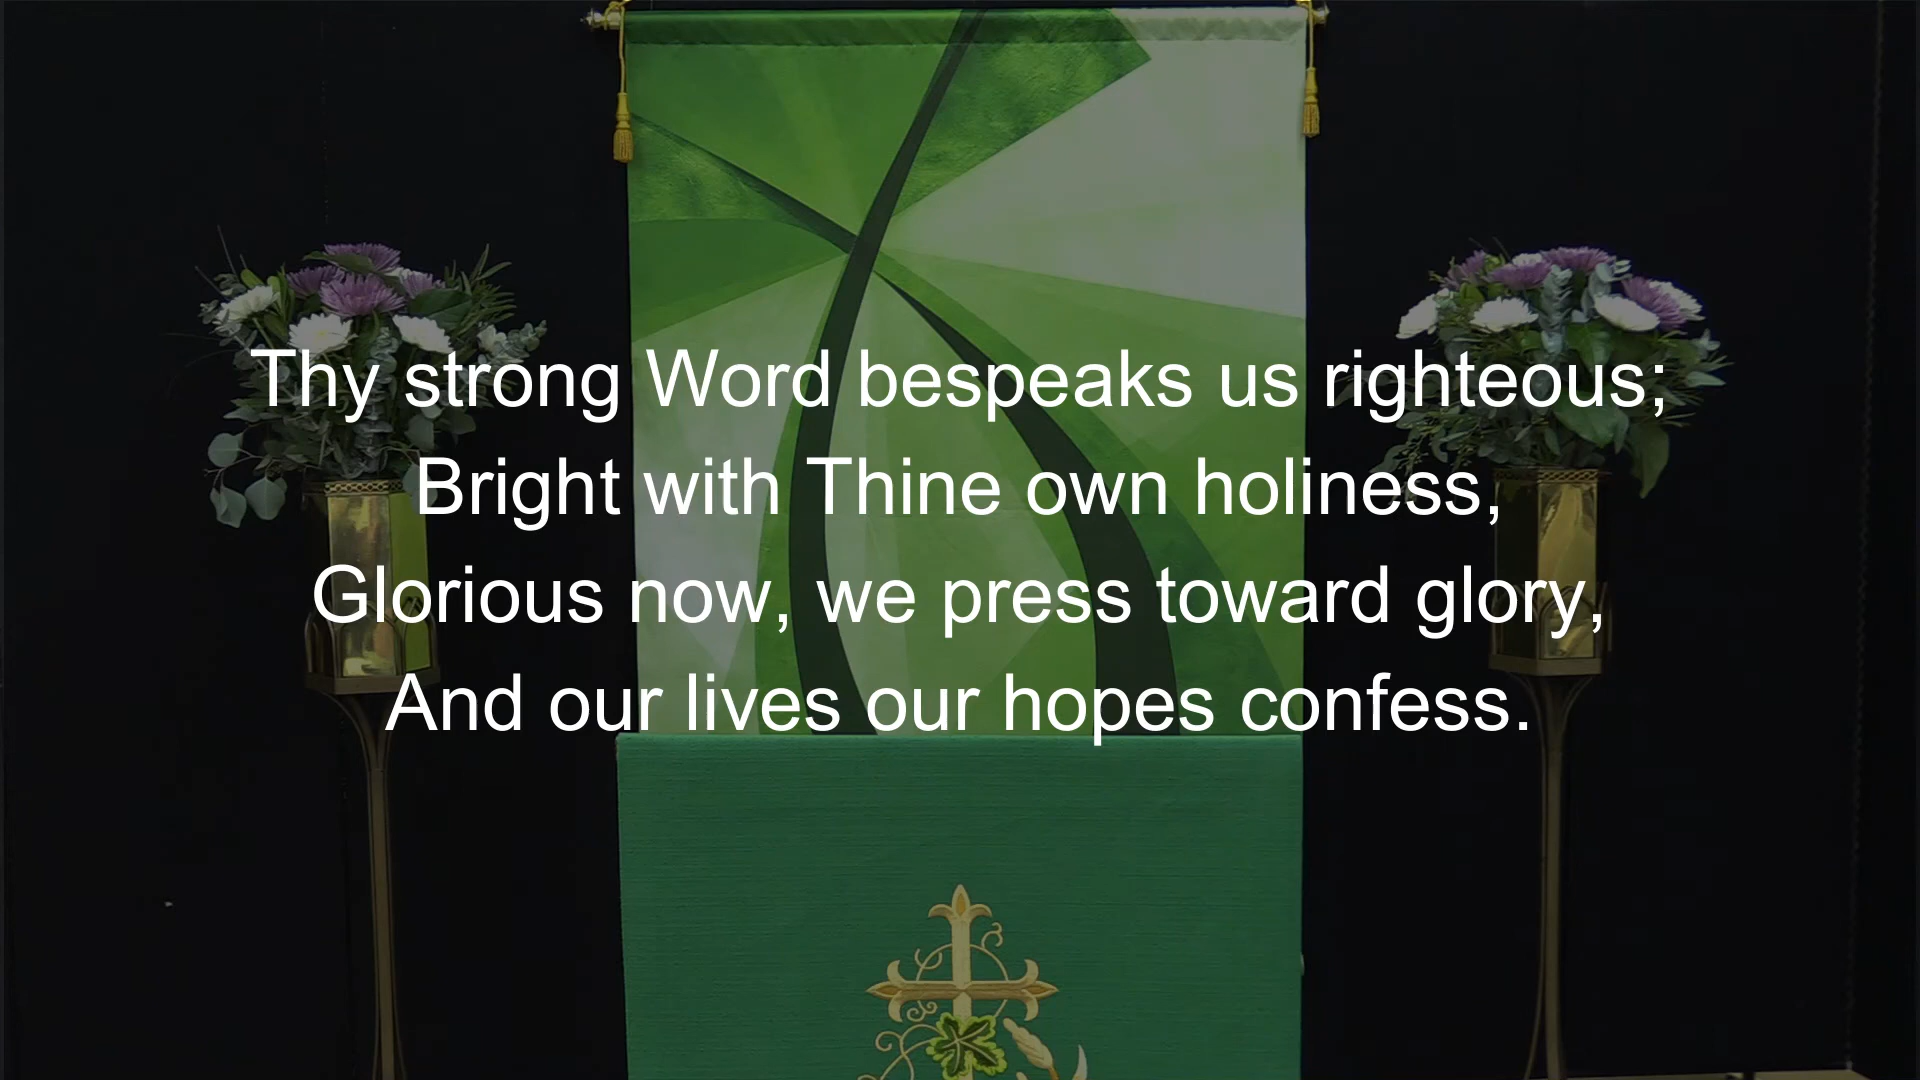 Thy strong Word bespeaks us righteous;
Bright with Thine own holiness,
Glorious now, we press toward glory,
And our lives our hopes confess.